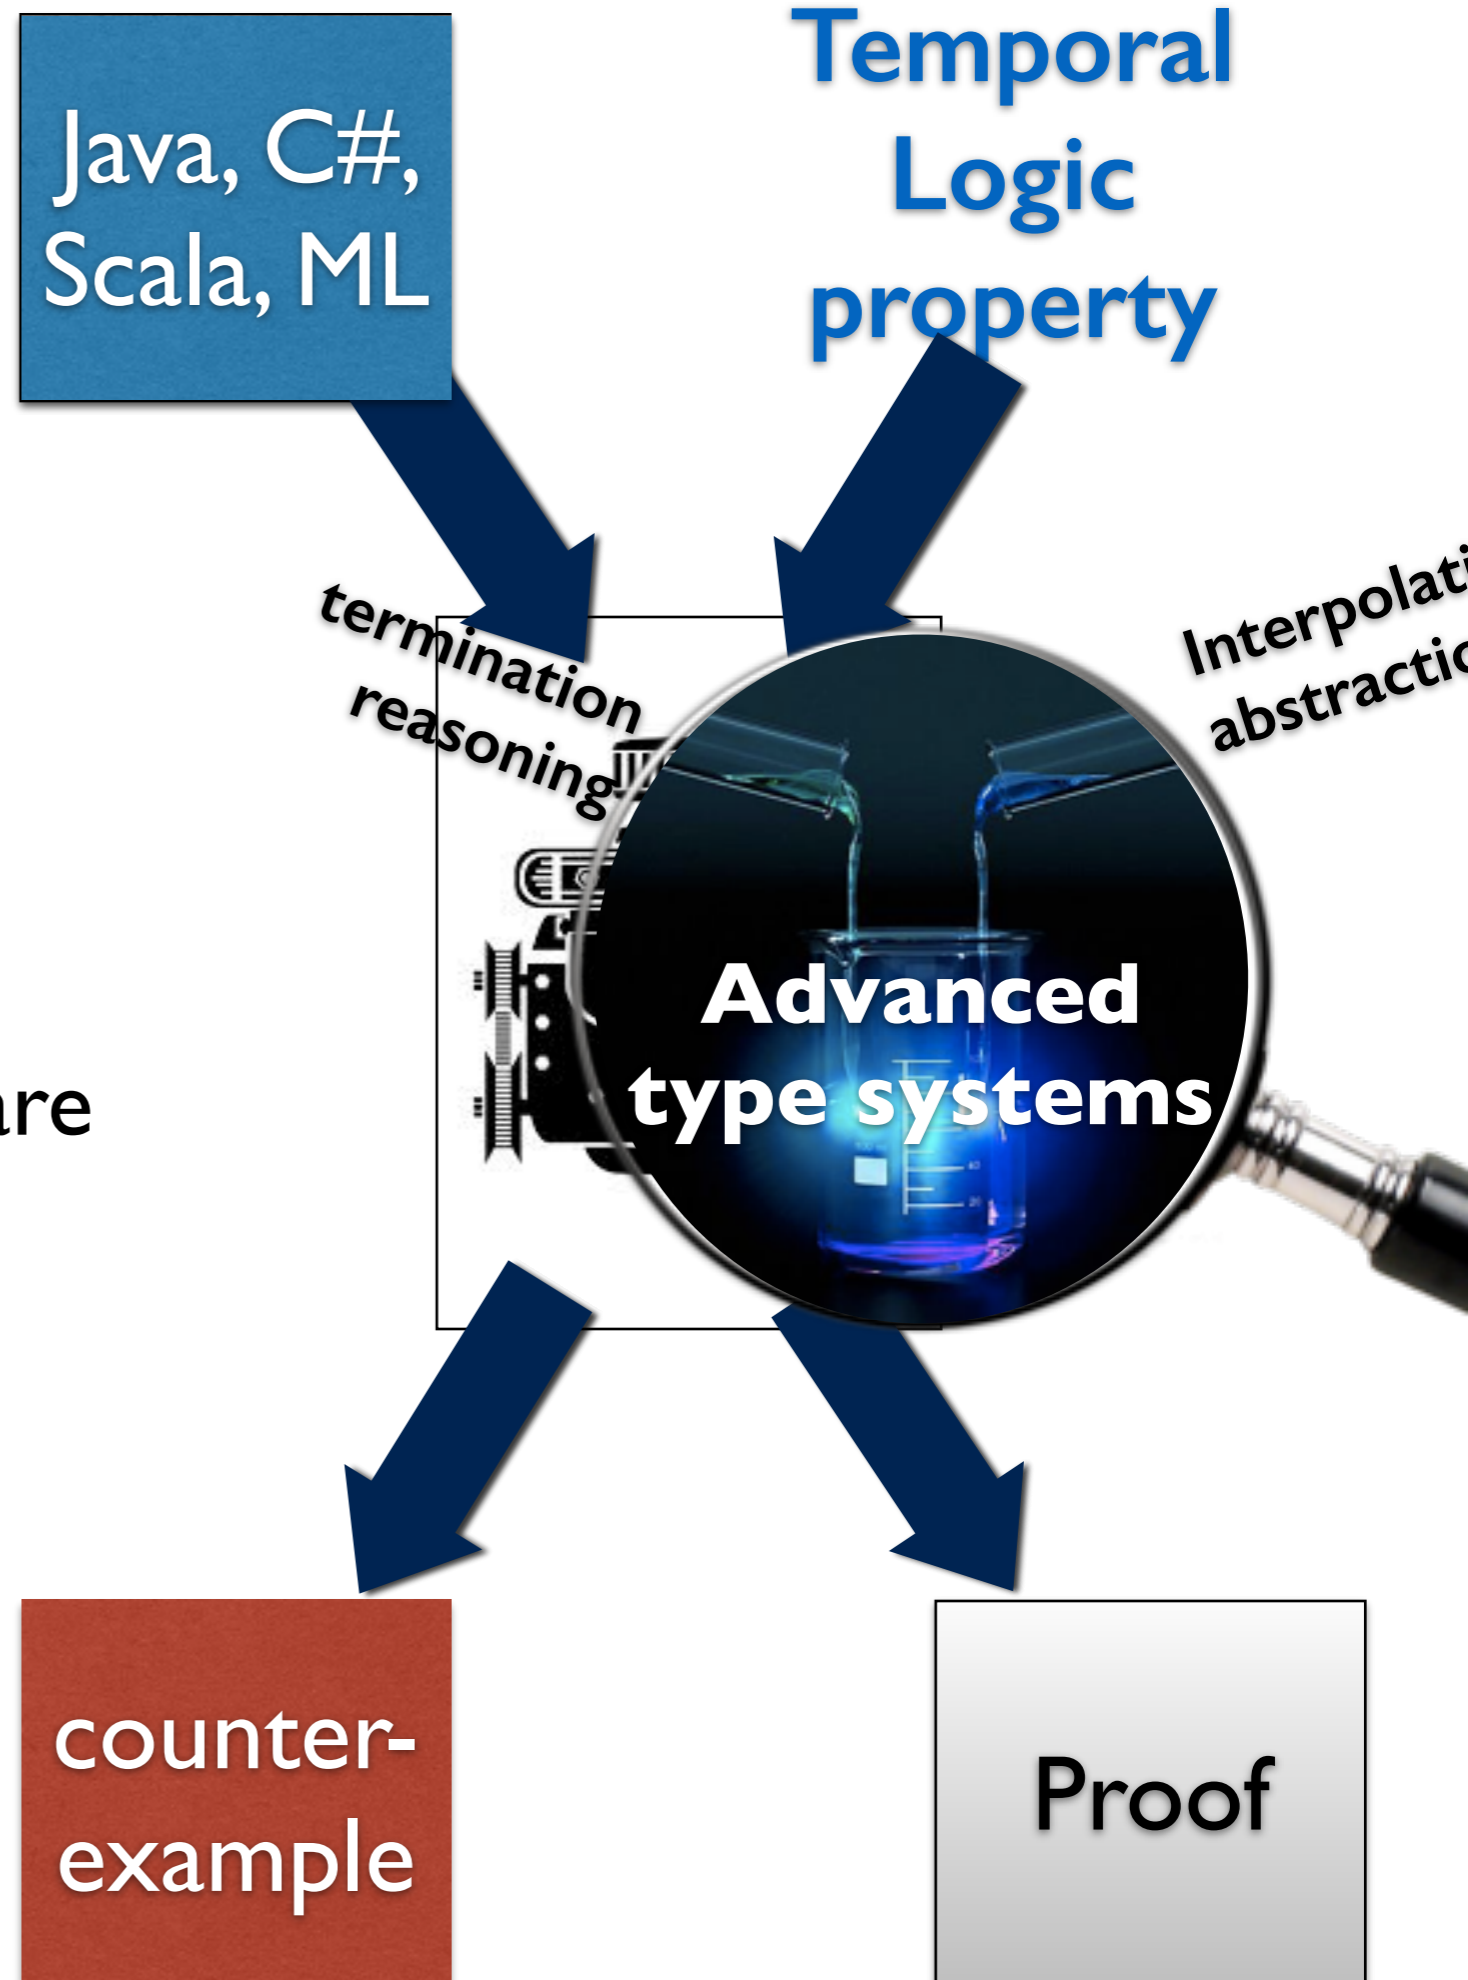 Java, C#,
Scala, ML
Temporal
Logic
property
termination
reasoning
Advanced
type systems
counter-
example
Proof